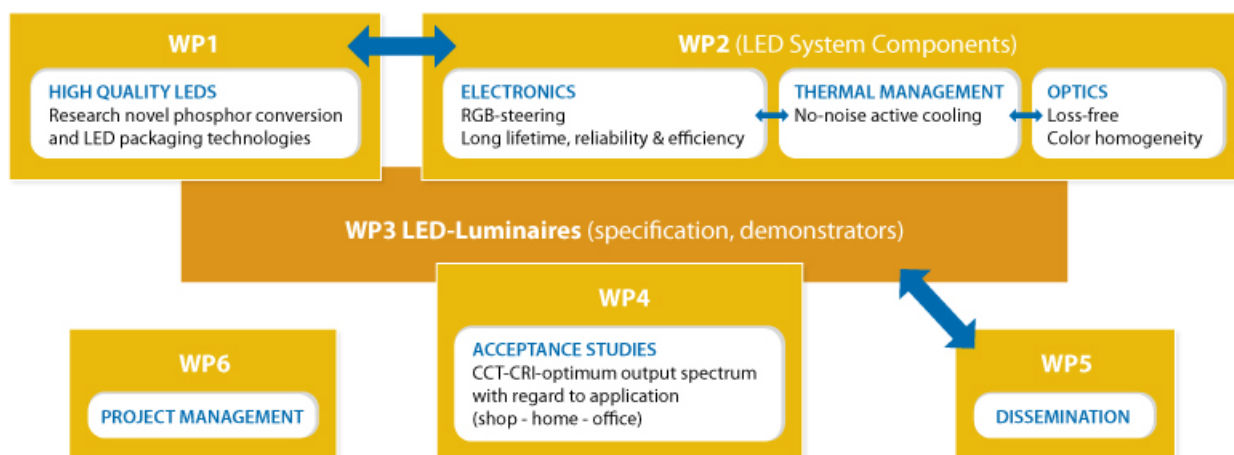 WP1
HIGH QUALITY LEDS
Research novel phosphor conversion
and LED packaging technologies
WP2 (LED System Components)
ELECTRONICS
RGB-steering
Long lifetime, reliability & efficiency
THERMAL MANAGEMENT
No-noise active cooling
OPTICS
Loss-free
Color homogeneity
WP3 LED-Luminaires (specification, demonstrators)
WP6
PROJECT MANAGEMENT
WP4
ACCEPTANCE STUDIES
CCT-CRI-optimum output spectrum
with regard to application
(shop - home - office)
WP5
DISSEMINATION